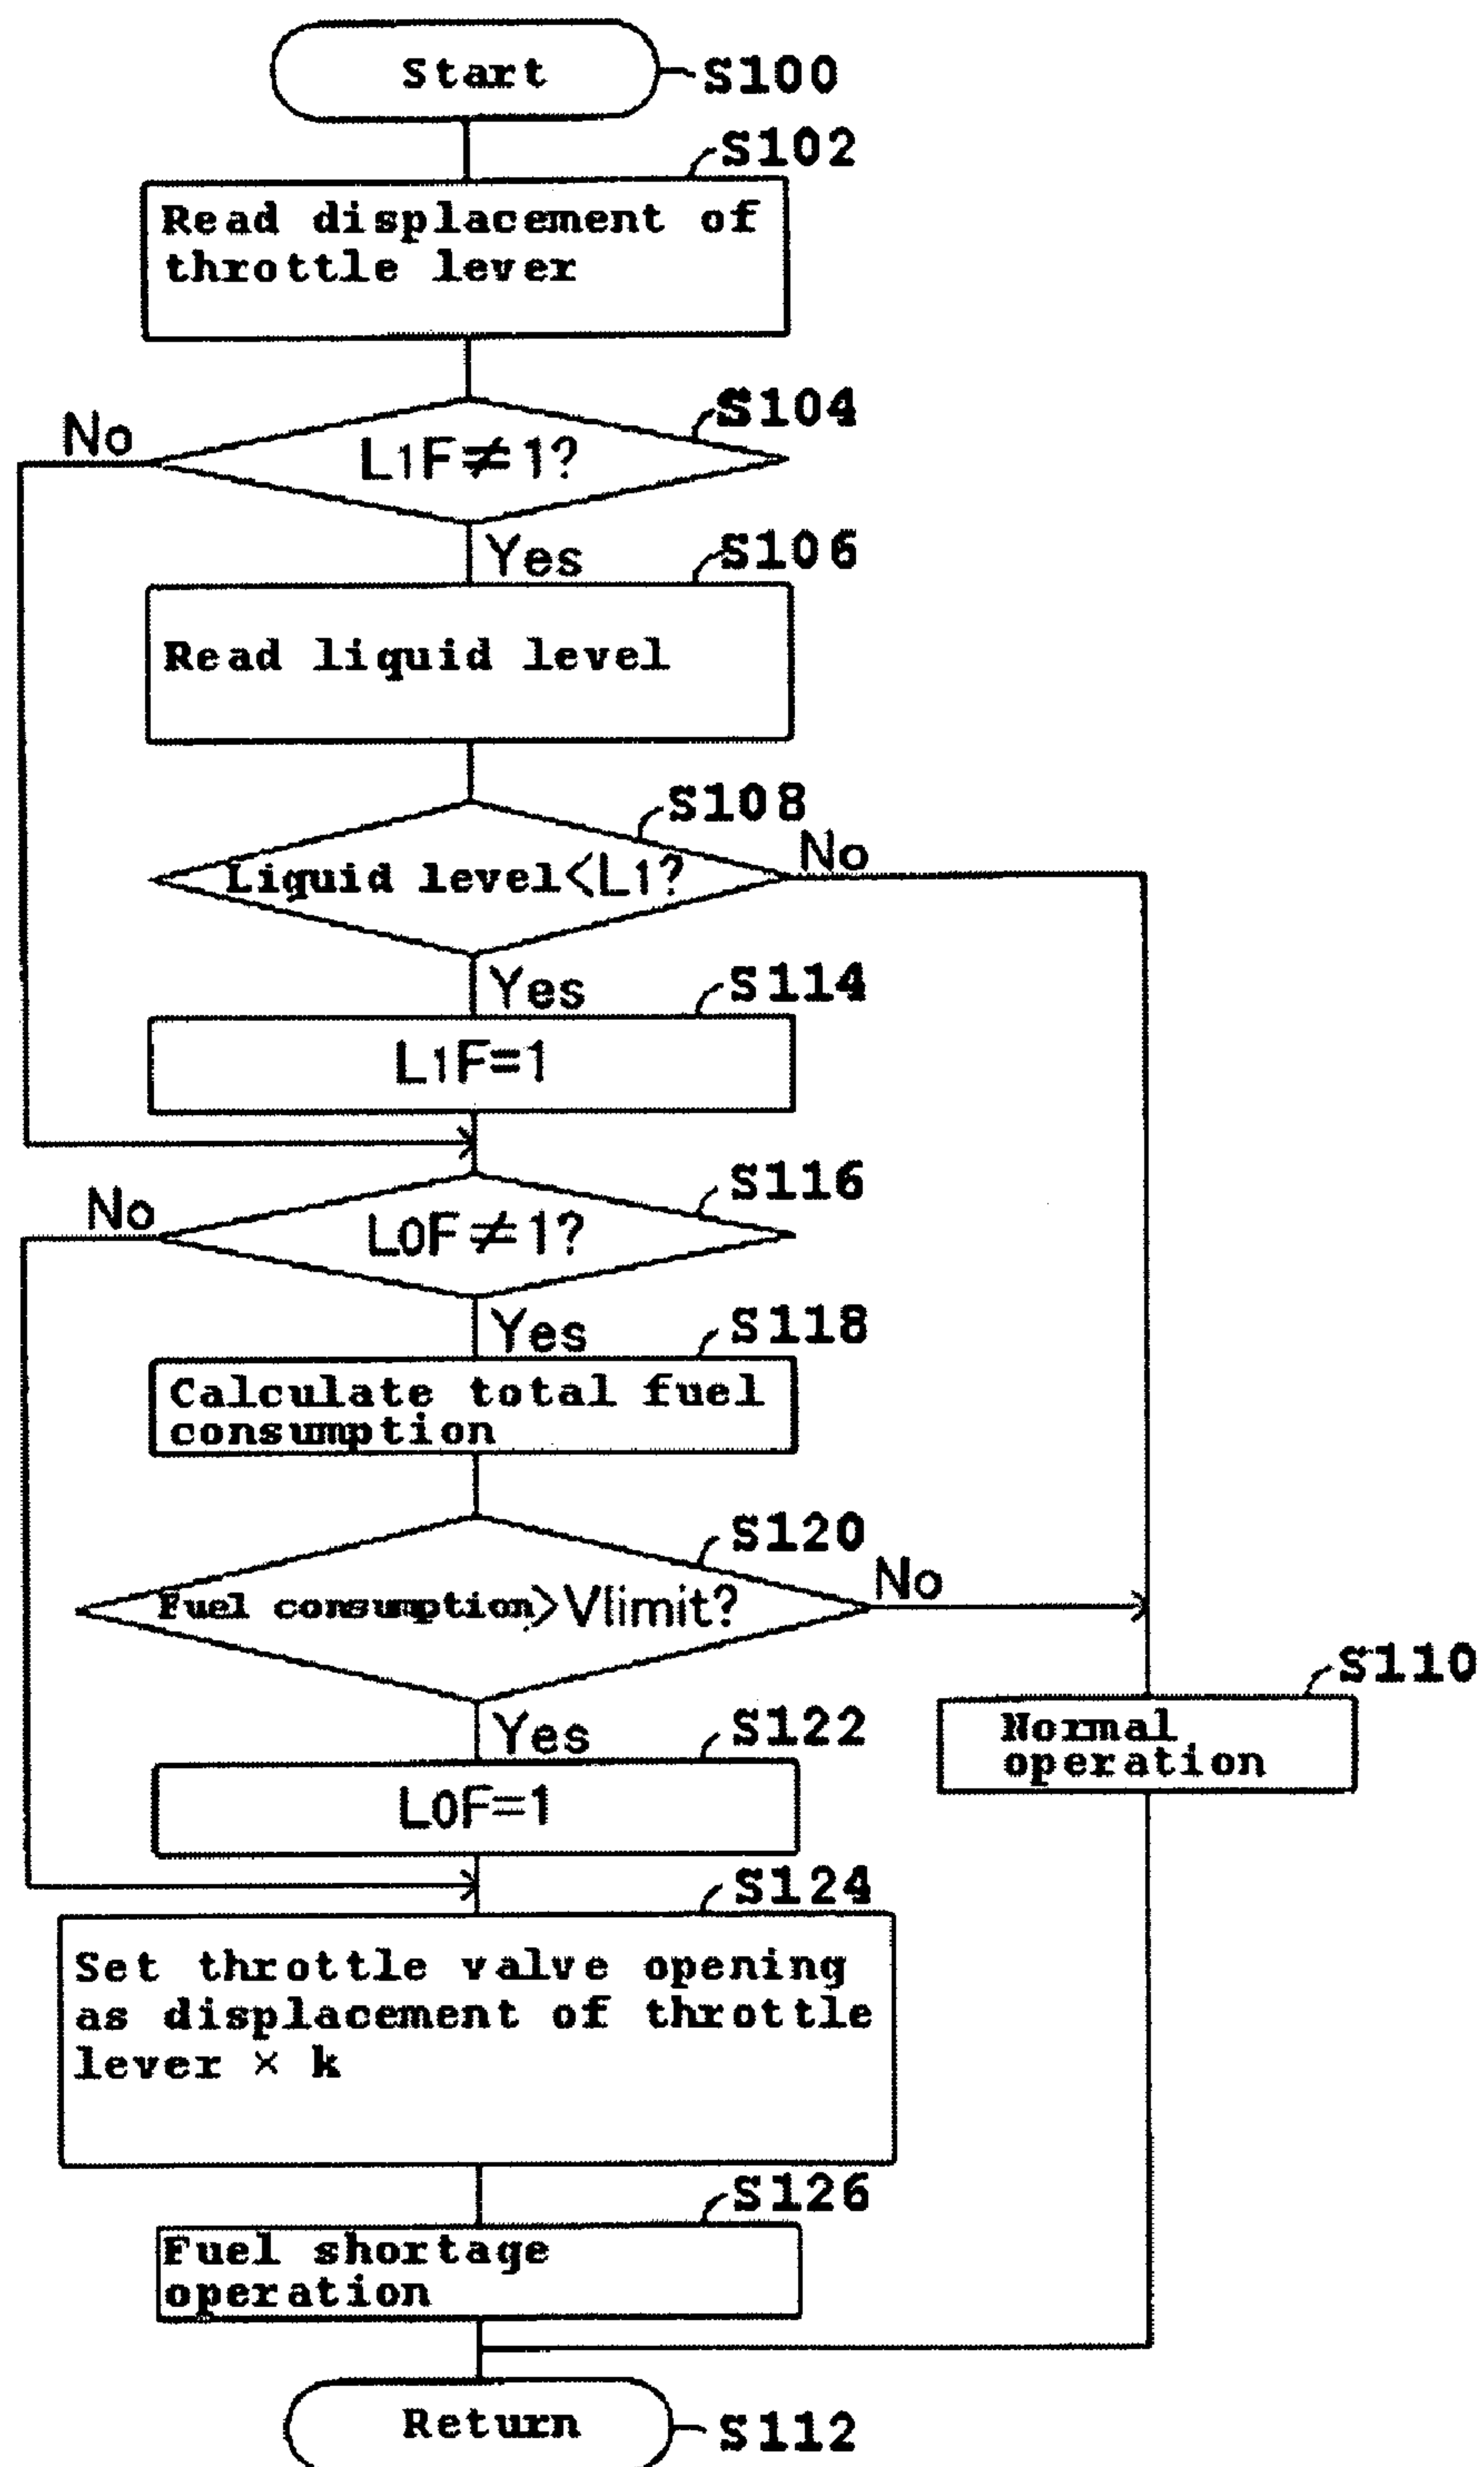 Start
S100
S102
Read displacement of
throttle lever
S104
No
L1F≠1?
Yes
S106
Read liquid level
S108
Liquid level<L1?
No
Yes
S114
L1F=1
S116
No
L0F≠1?
Yes
S118
Calculate total fuel
consumption
S120
Fuel consumption>Vlimit?
No
S110
Normal
operation
Yes
S122
L0F=1
S124
Set throttle valve opening
as displacement of throttle
lever × k
S126
Fuel shortage
operation
Return
S112